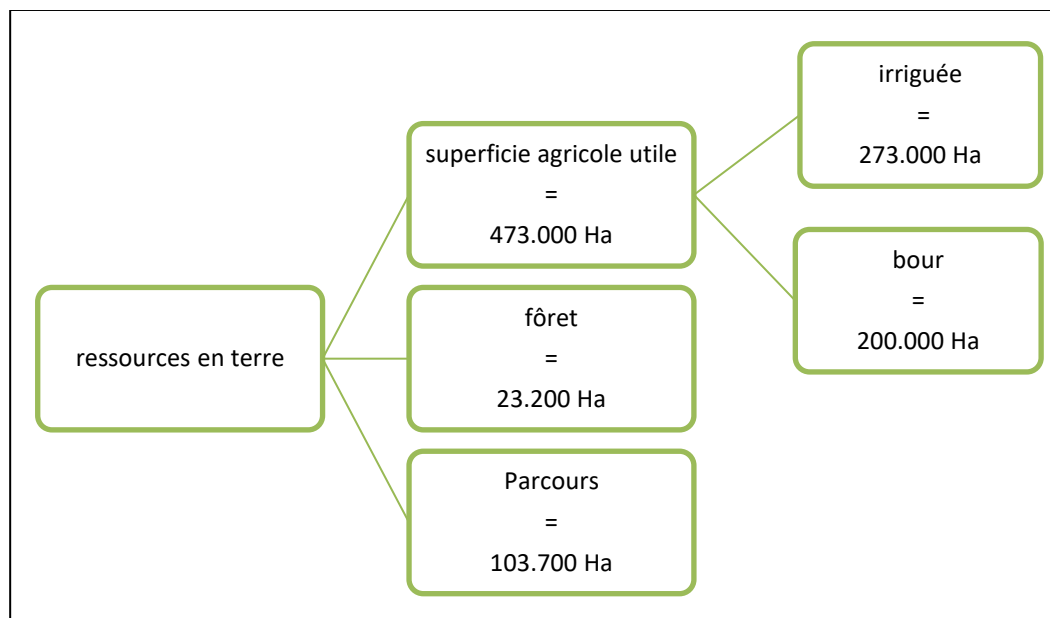 ressources en terre
superficie agricole utile
=
473.000 Ha
irriguée
=
273.000 Ha
bour
=
200.000 Ha
fôret
=
23.200 Ha
Parcours
=
103.700 Ha